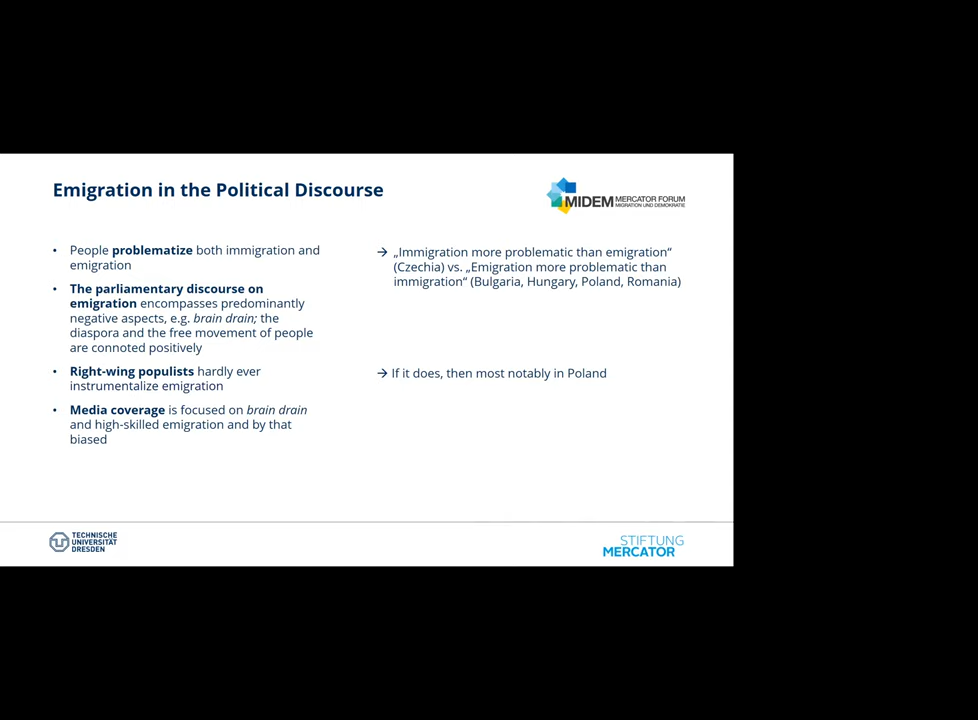 Emigration in the Political Discourse
MIDEM MERCATOR FORUM
MIGRATION UND DEMOKRATIE
• People problematize both immigration and
emigration
• The parliamentary discourse on
emigration encompasses predominantly
negative aspects, e.g. brain drain; the
diaspora and the free movement of people
are connoted positively
• Right-wing populists hardly ever
instrumentalize emigration
• Media coverage is focused on brain drain
and high-skilled emigration and by that
biased
→ „Immigration more problematic than emigration“
(Czechia) vs. „Emigration more problematic than
immigration“ (Bulgaria, Hungary, Poland, Romania)
→ If it does, then most notably in Poland
TECHNISCHE
UNIVERSITÄT
DRESDEN
STIFTUNG
MERCATOR